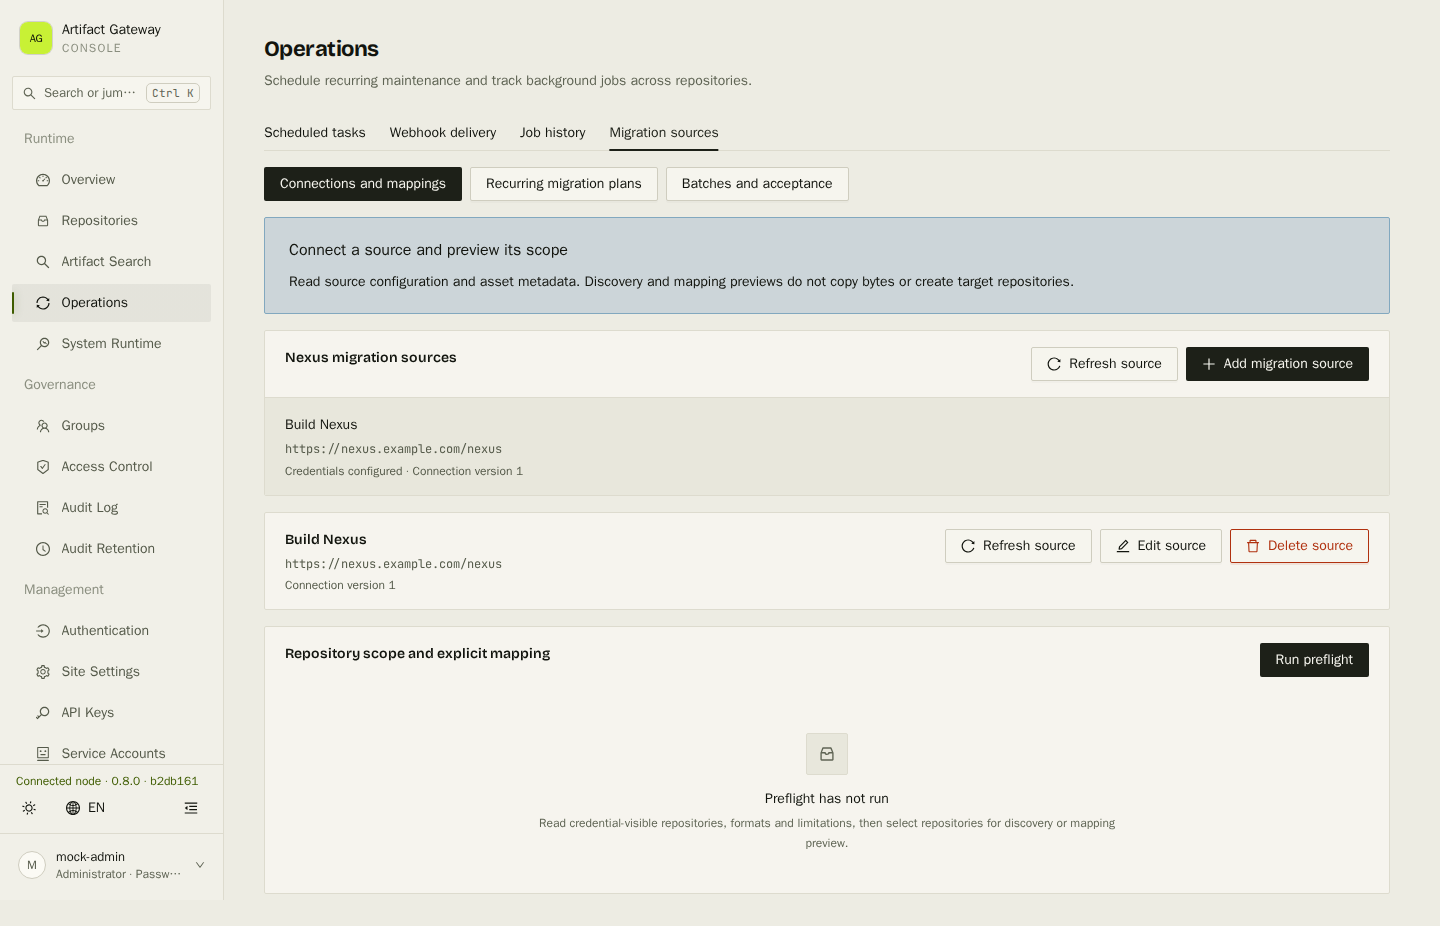 AG
Artifact Gateway
CONSOLE
Search or jum··· Ctrl K
Runtime
Overview
Repositories
Artifact Search
Operations
System Runtime
Governance
Groups
Access Control
Audit Log
Audit Retention
Management
Authentication
Site Settings
API Keys
Service Accounts
Connected node · 0.8.0 · b2db161
EN
M
mock-admin
Administrator · Passw···
Operations
Schedule recurring maintenance and track background jobs across repositories.
Scheduled tasks Webhook delivery Job history Migration sources
Connections and mappings Recurring migration plans Batches and acceptance
Connect a source and preview its scope
Read source configuration and asset metadata. Discovery and mapping previews do not copy bytes or create target repositories.
Nexus migration sources Refresh source Add migration source
Build Nexus
https://nexus.example.com/nexus
Credentials configured · Connection version 1
Build Nexus Refresh source Edit source Delete source
https://nexus.example.com/nexus
Connection version 1
Repository scope and explicit mapping Run preflight
Preflight has not run
Read credential-visible repositories, formats and limitations, then select repositories for discovery or mapping
preview.